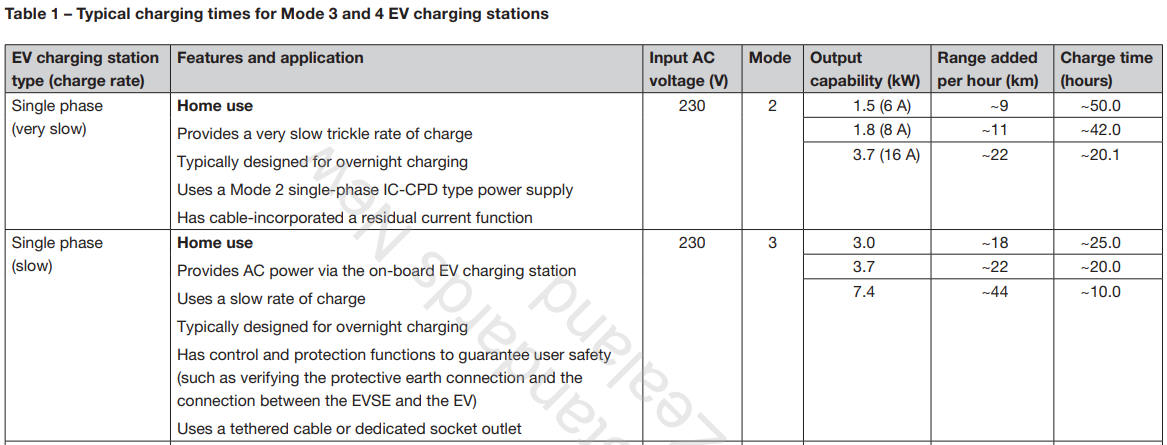 Table 1 – Typical charging times for Mode 3 and 4 EV charging stations
EV charging station type (charge rate) Features and application Input AC voltage (V) Mode Output capability (kW) Range added per hour (km) Charge time (hours)
Single phase (very slow)
Home use
Provides a very slow trickle rate of charge
Typically designed for overnight charging
Uses a Mode 2 single-phase IC-CPD type power supply
Has cable-incorporated a residual current function
230 2
1.5 (6 A) ~9 ~50.0
1.8 (8 A) ~11 ~42.0
3.7 (16 A) ~22 ~20.1
Single phase (slow)
Home use
Provides AC power via the on-board EV charging station
Uses a slow rate of charge
Typically designed for overnight charging
Has control and protection functions to guarantee user safety
(such as verifying the protective earth connection and the
connection between the EVSE and the EV)
Uses a tethered cable or dedicated socket outlet
230 3
3.0 ~18 ~25.0
3.7 ~22 ~20.0
7.4 ~44 ~10.0
Standards New
Zealand